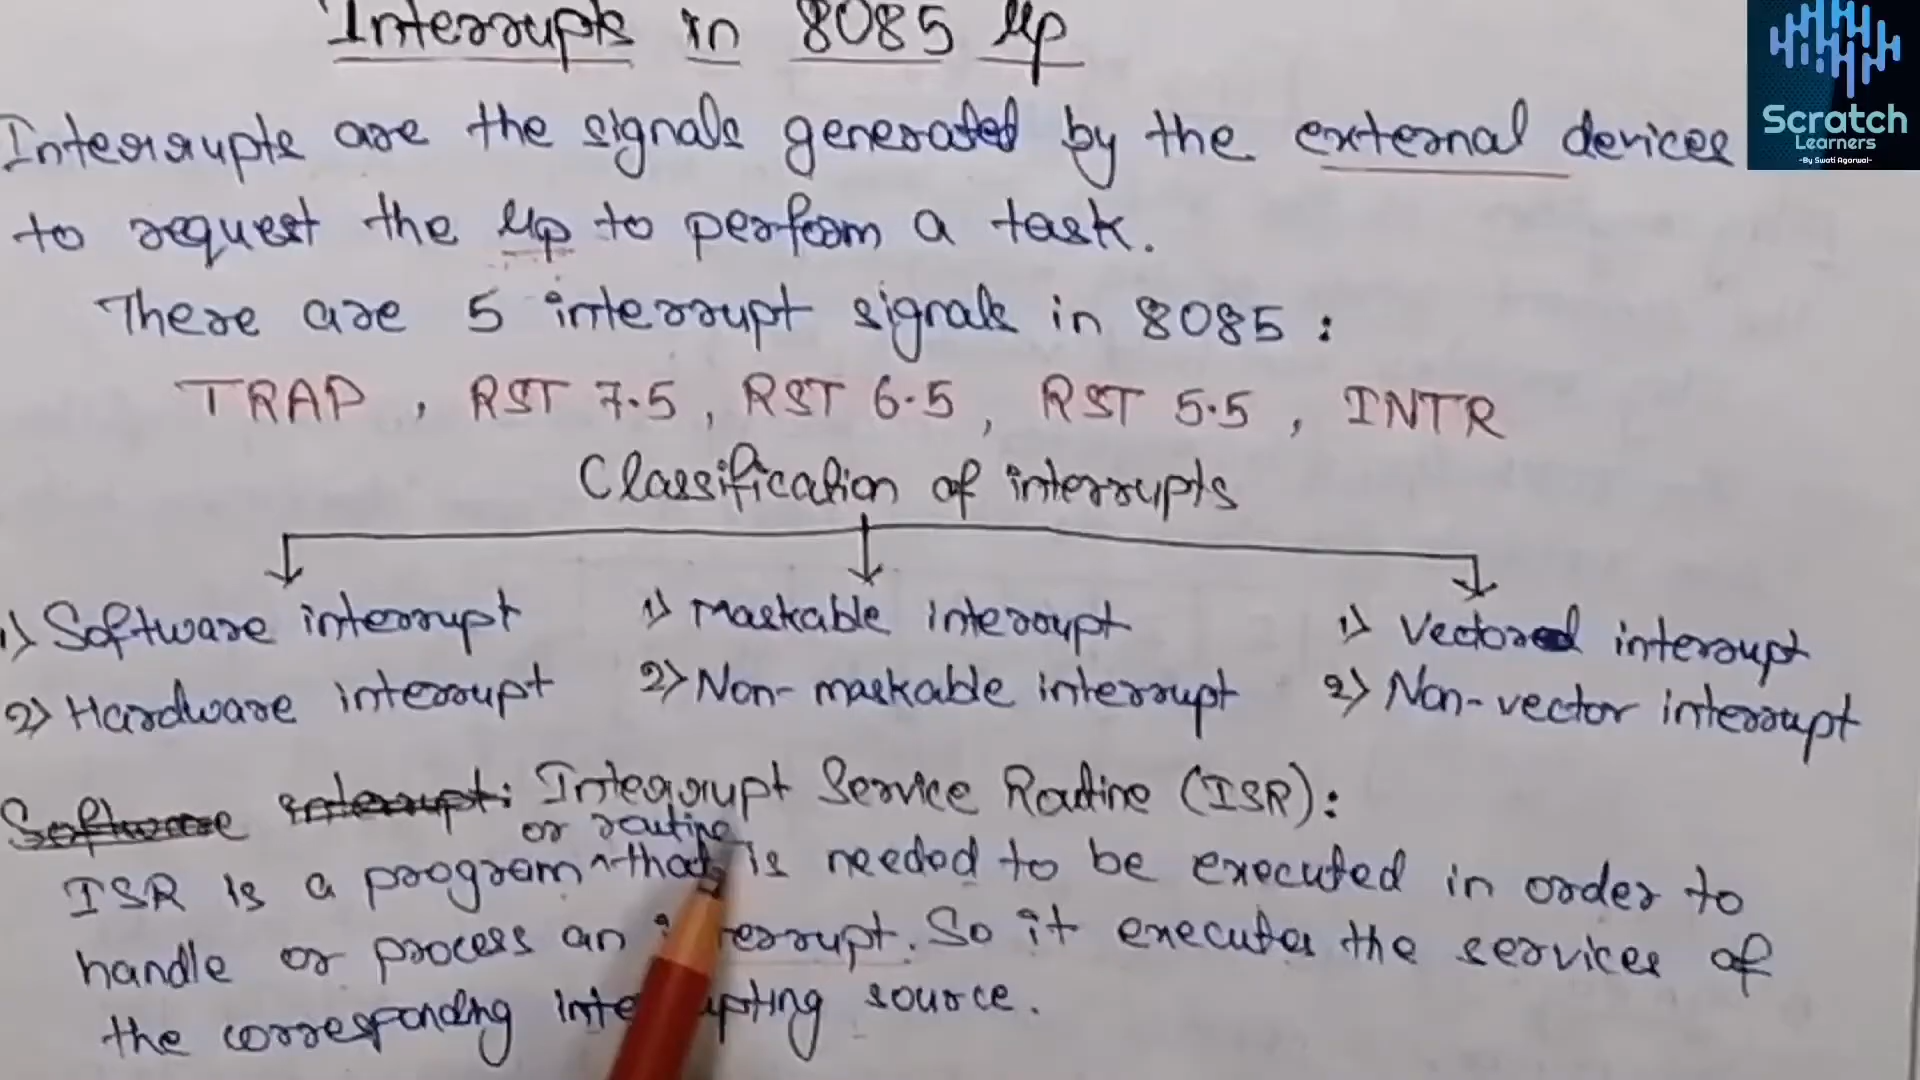 Interrupts in 8085 μp
Scratch
Learners
-By Swati Agarwal-
Interrupts are the signals generated by the external devices
to request the μp to perform a task.
There are 5 interrupt signals in 8085 :
TRAP , RST 7.5 , RST 6.5 , RST 5.5 , INTR
Classification of interrupts
1) Software interrupt
2) Hardware interrupt
1) Maskable interrupt
2) Non-maskable interrupt
1) Vectored interrupt
2) Non-vector interrupt
Software interrupt: Interrupt Service Routine (ISR):
or routine
ISR is a program ^ that is needed to be executed in order to
handle or process an interrupt. So it executes the services of
the corresponding interrupting source.